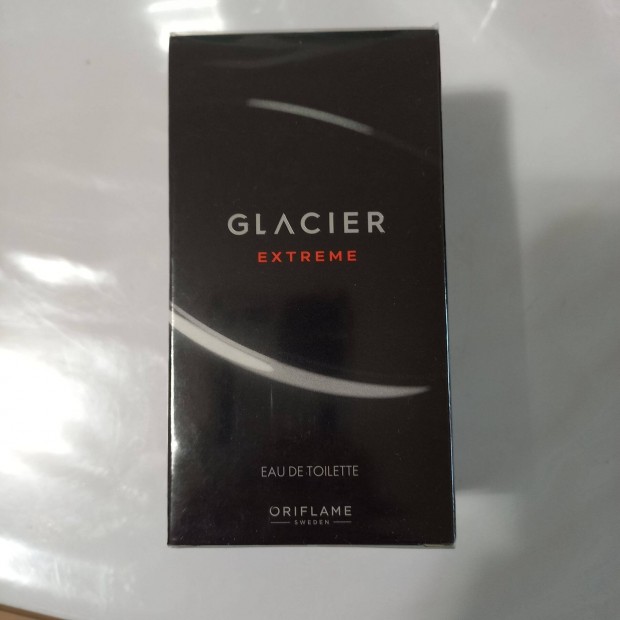 GLACIER
EXTREME
EAU DE TOILETTE
ORIFLAME
SWEDEN